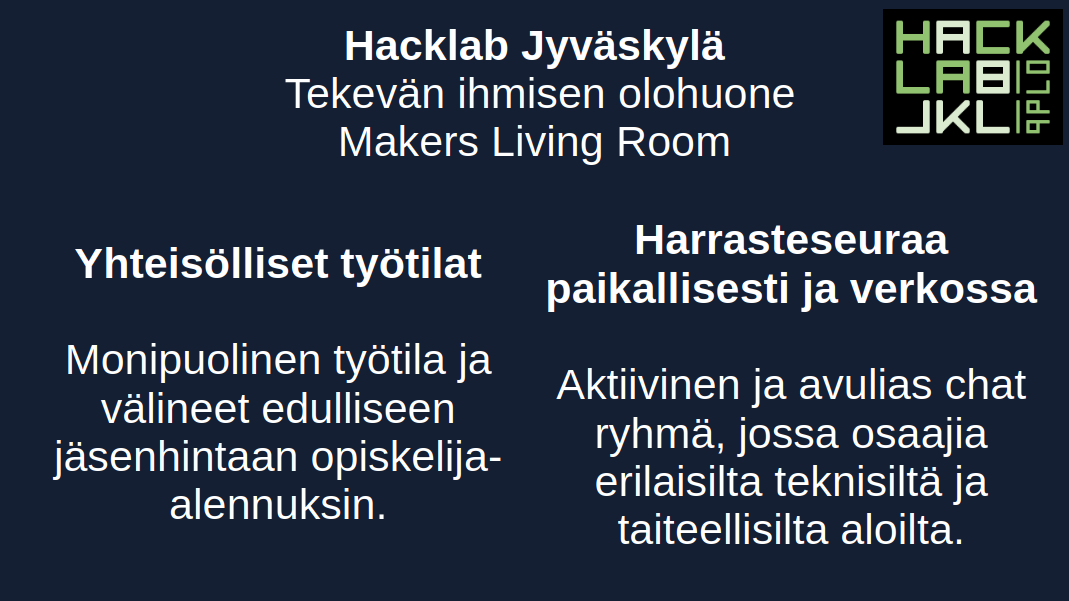 Hacklab Jyväskylä
Tekevän ihmisen olohuone
Makers Living Room
HACK
LAB
JKL
Yhteisölliset työtilat
Monipuolinen työtila ja
välineet edulliseen
jäsenhintaan opiskelija-
alennuksin.
Harrasteseuraa
paikallisesti ja verkossa
Aktiivinen ja avulias chat
ryhmä, jossa osaajia
erilaisilta teknisiltä ja
taiteellisilta aloilta.